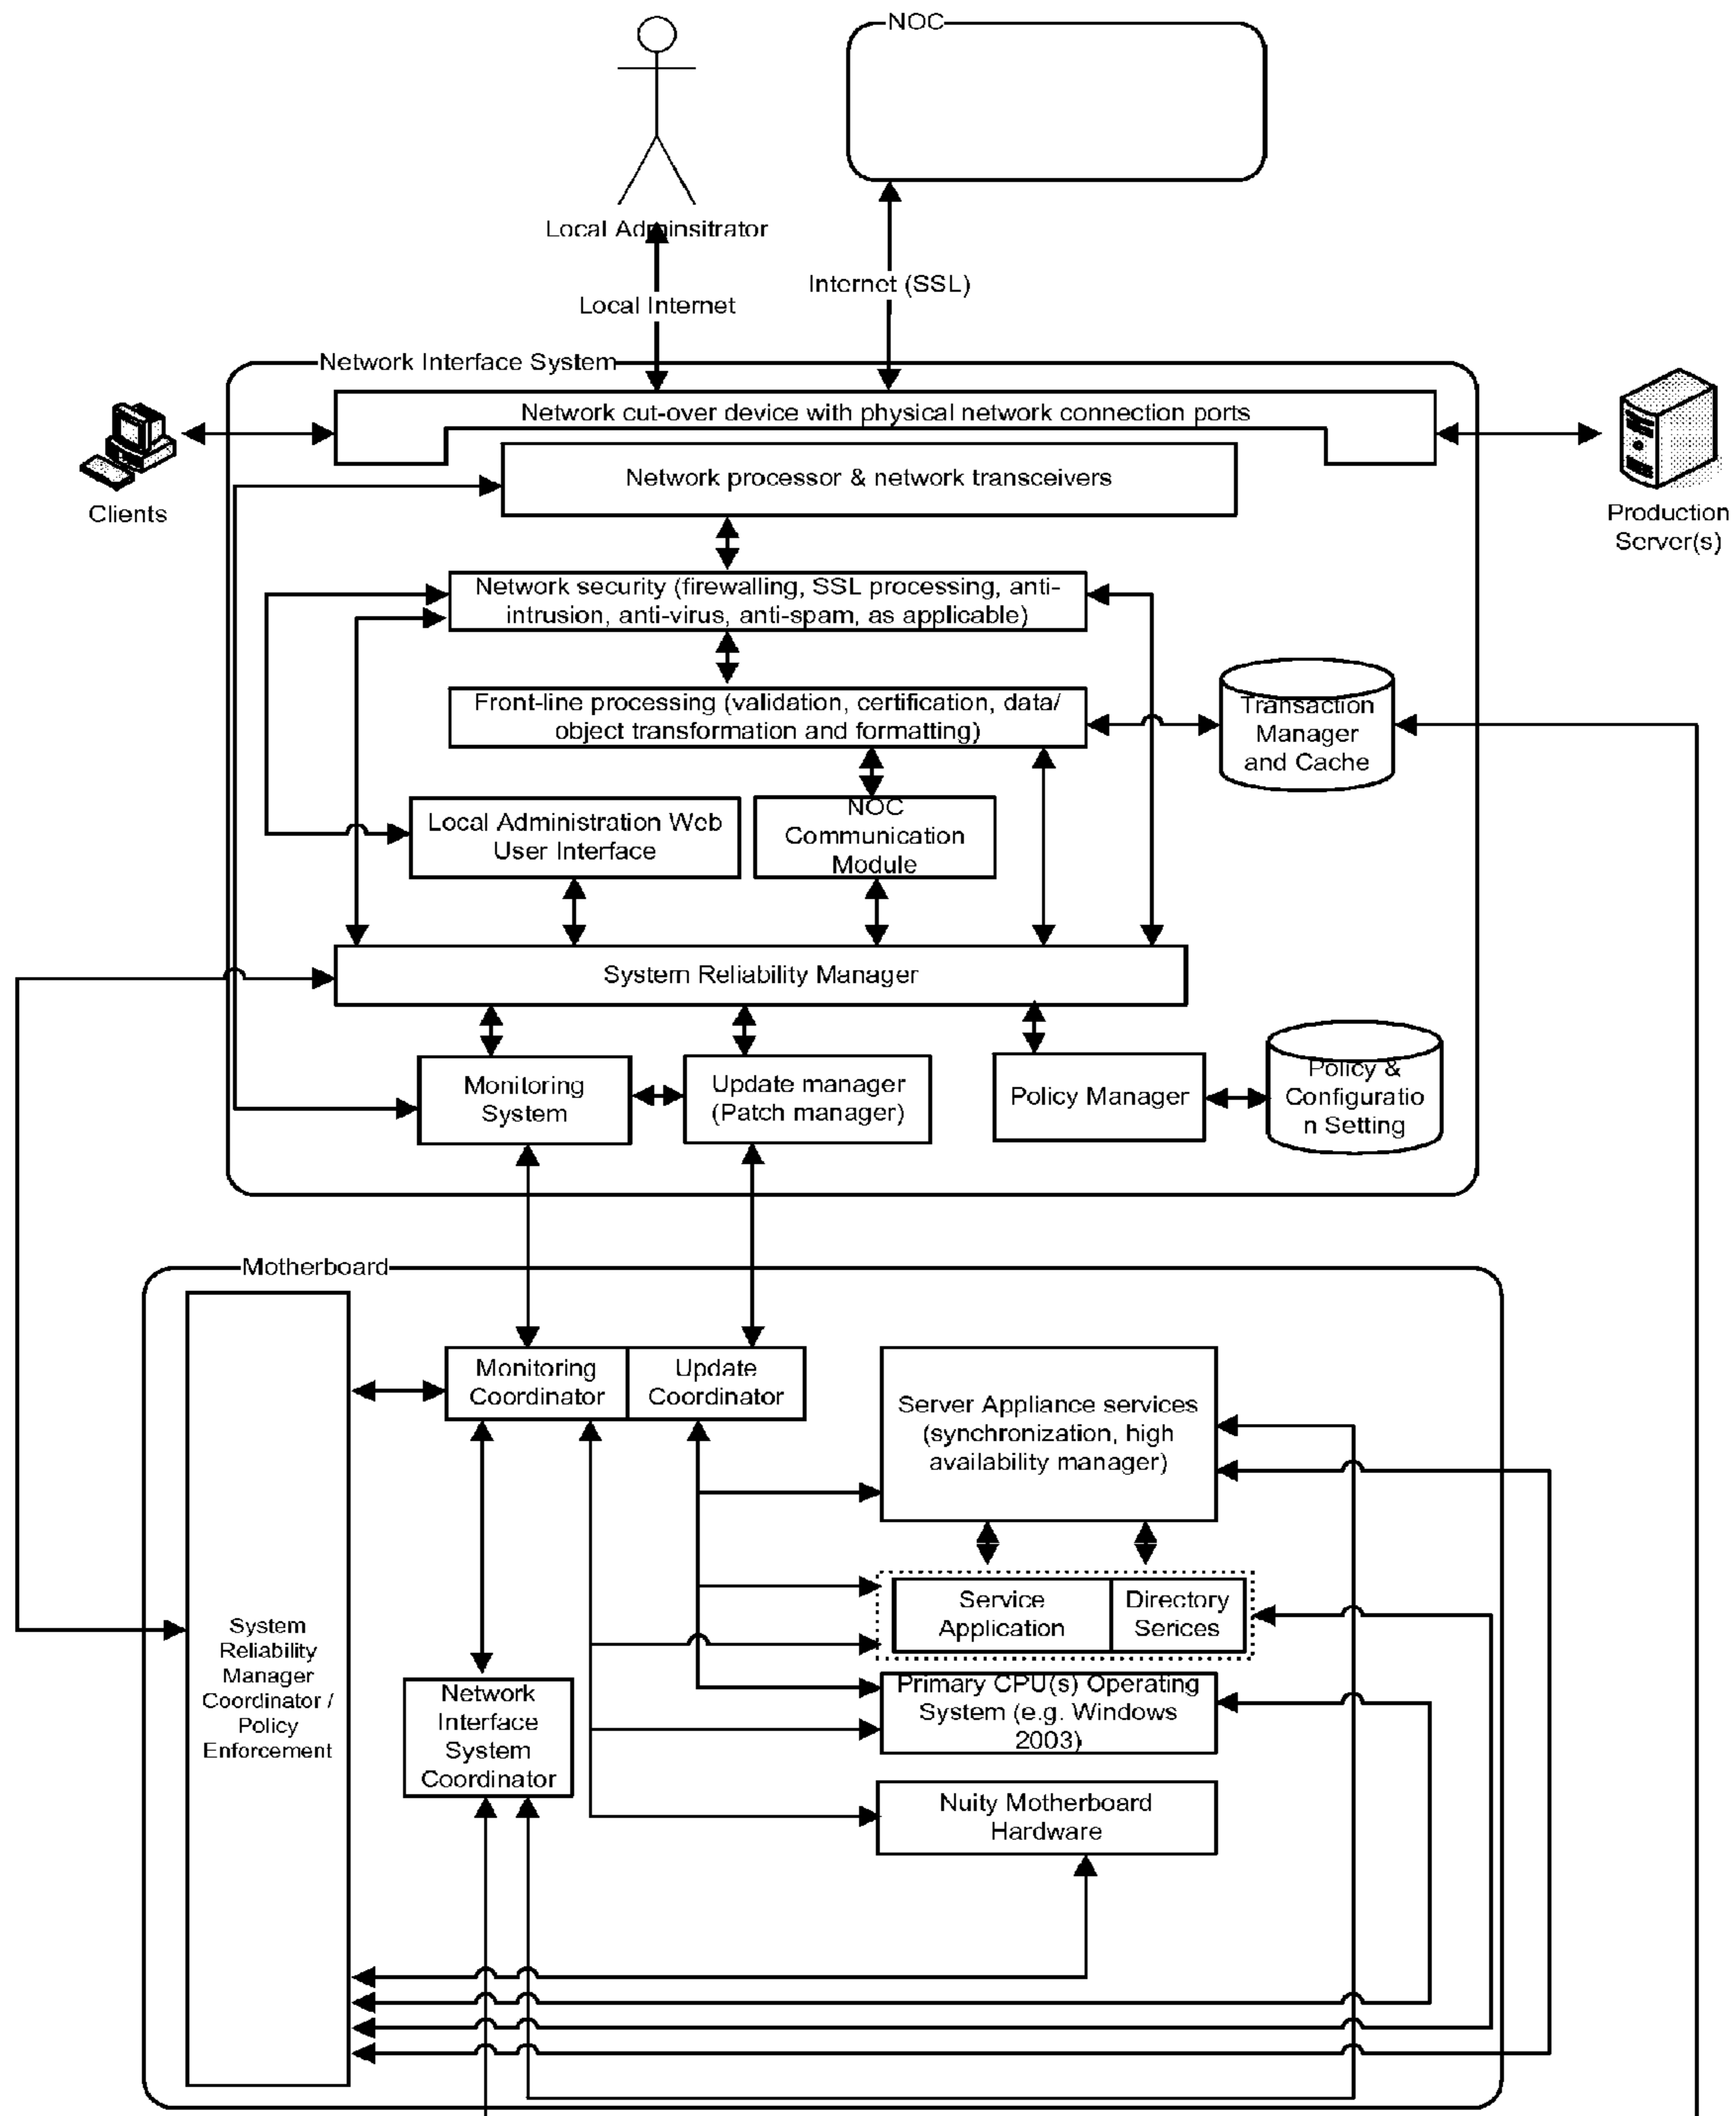 NOC
Local Adminsitrator
Internet (SSL)
Local Internet
Network Interface System
Network cut-over device with physical network connection ports
Clients
Network processor & network transceivers
Production
Server(s)
Network security (firewalling, SSL processing, anti-
intrusion, anti-virus, anti-spam, as applicable)
Front-line processing (validation, certification, data/
object transformation and formatting)
Transaction
Manager
and Cache
Local Administration Web
User Interface
NOC
Communication
Module
System Reliability Manager
Monitoring
System
Update manager
(Patch manager)
Policy Manager
Policy &
Configuratio
n Setting
Motherboard
Monitoring
Coordinator
Update
Coordinator
Server Appliance services
(synchronization, high
availability manager)
Service
Application
Directory
Serices
System
Reliability
Manager
Coordinator /
Policy
Enforcement
Network
Interface
System
Coordinator
Primary CPU(s) Operating
System (e.g. Windows
2003)
Nuity Motherboard
Hardware